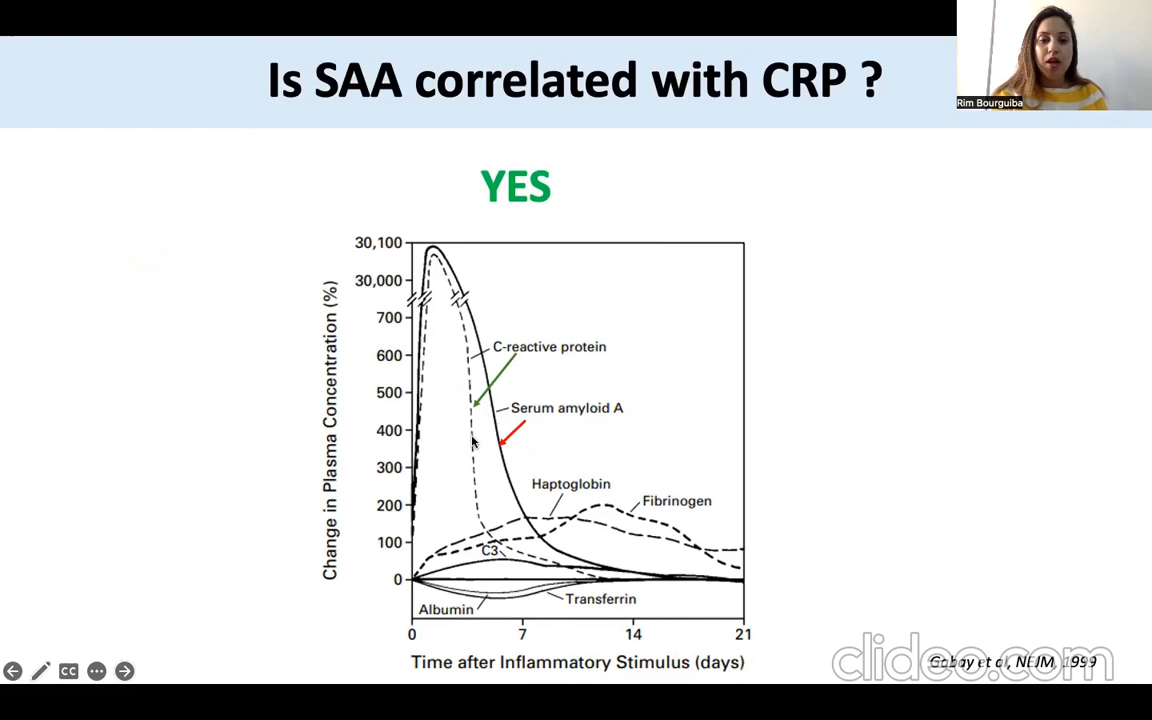 Is SAA correlated with CRP ?
Rim Bourguiba
YES
30,100
30,000
700
600
500
400
300
200
100
0
Change in Plasma Concentration (%)
C-reactive protein
Serum amyloid A
Haptoglobin
Fibrinogen
C3
Albumin
Transferrin
0 7 14 21
Time after Inflammatory Stimulus (days)
CC
clideo.com
Gabay et al, NEJM, 1999